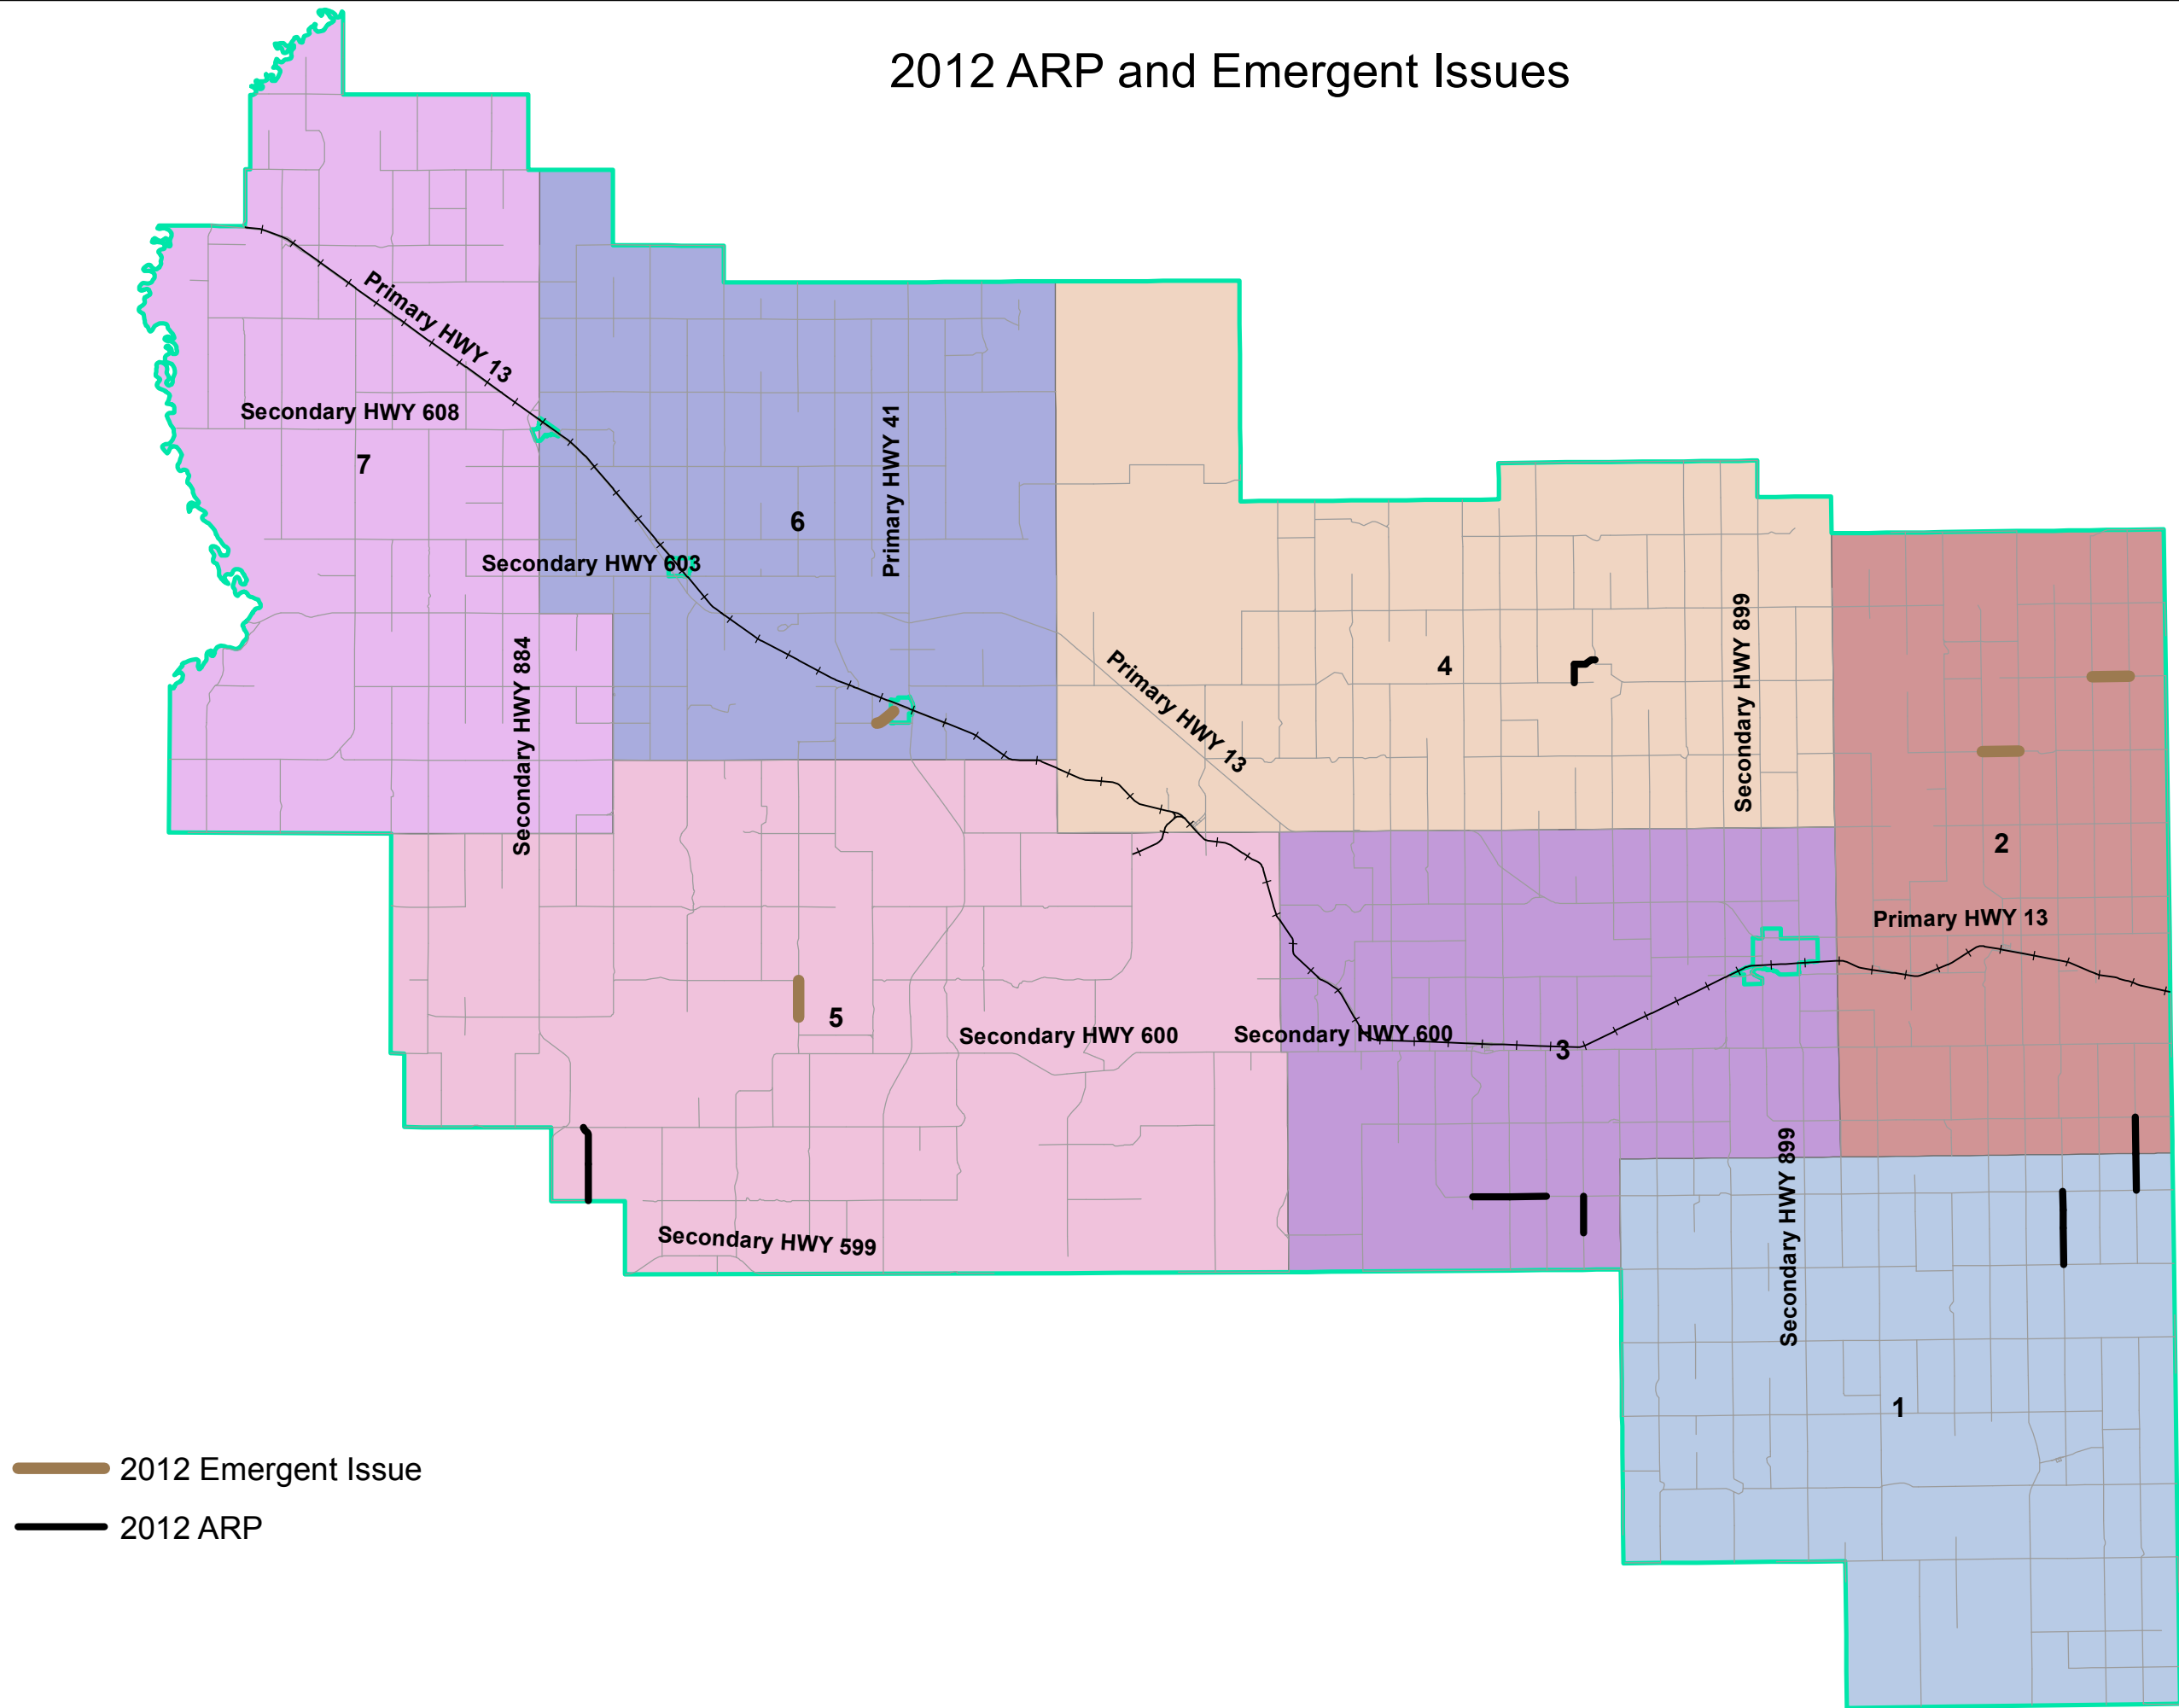 2012 ARP and Emergent Issues
Primary HWY 13
Secondary HWY 608
7
Primary HWY 41
6
Secondary HWY 603
Secondary HWY 884
Primary HWY 13
4
Secondary HWY 899
2
Primary HWY 13
5
Secondary HWY 600
Secondary HWY 600
3
Secondary HWY 899
Secondary HWY 599
1
2012 Emergent Issue
2012 ARP